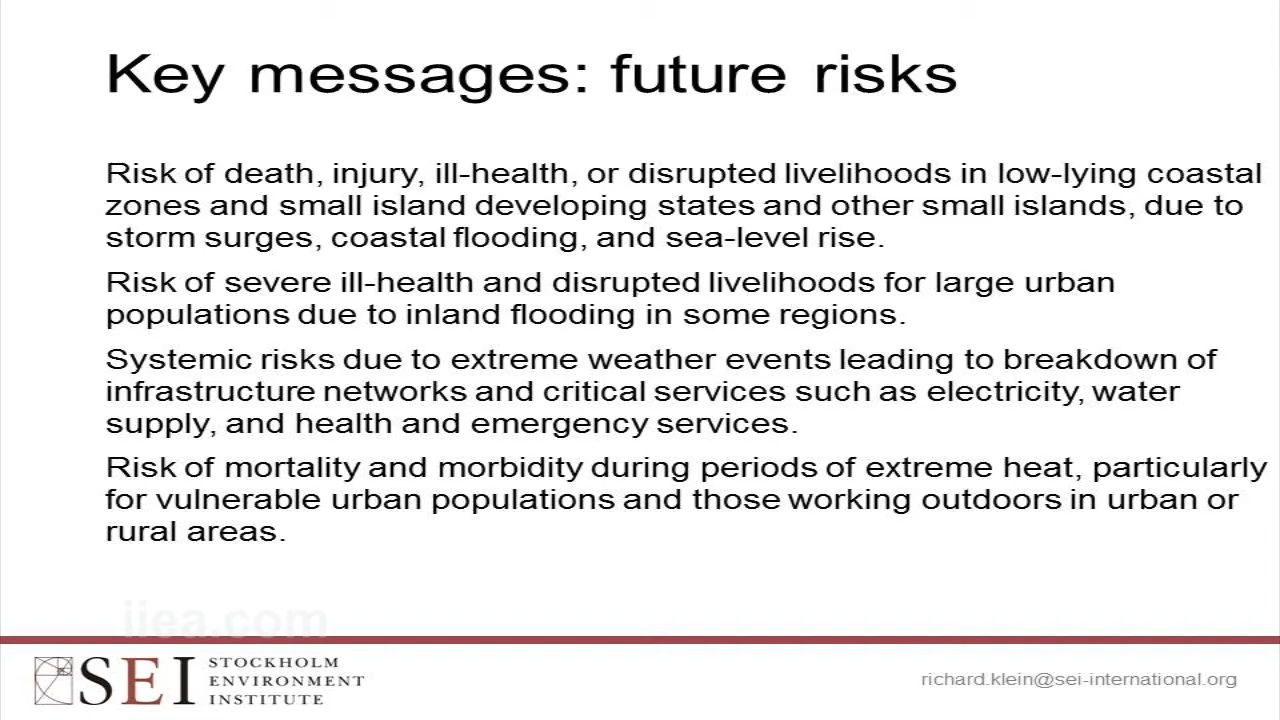 Key messages: future risks
Risk of death, injury, ill-health, or disrupted livelihoods in low-lying coastal
zones and small island developing states and other small islands, due to
storm surges, coastal flooding, and sea-level rise.
Risk of severe ill-health and disrupted livelihoods for large urban
populations due to inland flooding in some regions.
Systemic risks due to extreme weather events leading to breakdown of
infrastructure networks and critical services such as electricity, water
supply, and health and emergency services.
Risk of mortality and morbidity during periods of extreme heat, particularly
for vulnerable urban populations and those working outdoors in urban or
rural areas.
iiea.com
SEI
STOCKHOLM
ENVIRONMENT
INSTITUTE
richard.klein@sei-international.org